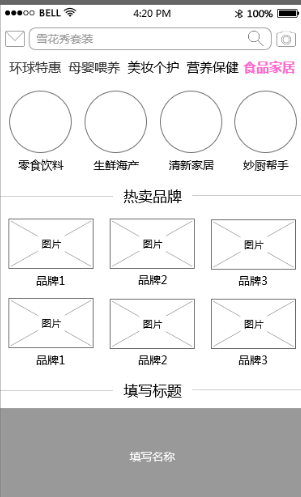 BELL 4:20 PM 100%
雪花秀套装
环球特惠 母婴喂养 美妆个护 营养保健 食品家居
零食饮料 生鲜海产 清新家居 妙厨帮手
热卖品牌
图片 图片 图片
品牌1 品牌2 品牌3
图片 图片 图片
品牌1 品牌2 品牌3
填写标题
填写名称